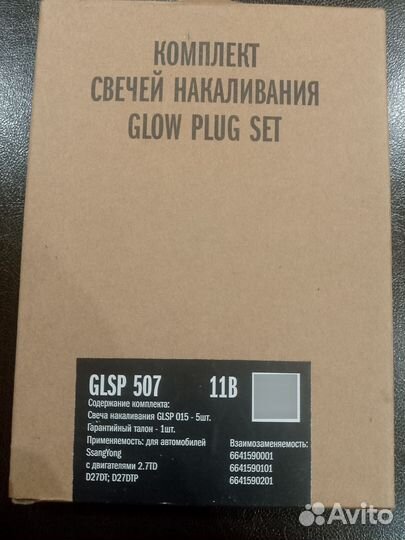 КОМПЛЕКТ
СВЕЧЕЙ НАКАЛИВАНИЯ
GLOW PLUG SET
GLSP 507 11В
Содержание комплекта:
Свеча накаливания GLSP 015 - 5шт.
Гарантийный талон - 1шт.
Применяемость: для автомобилей
SsangYong
с двигателями 2.7TD
D27DT; D27DTP
Взаимозаменяемость:
6641590001
6641590101
6641590201
Avito